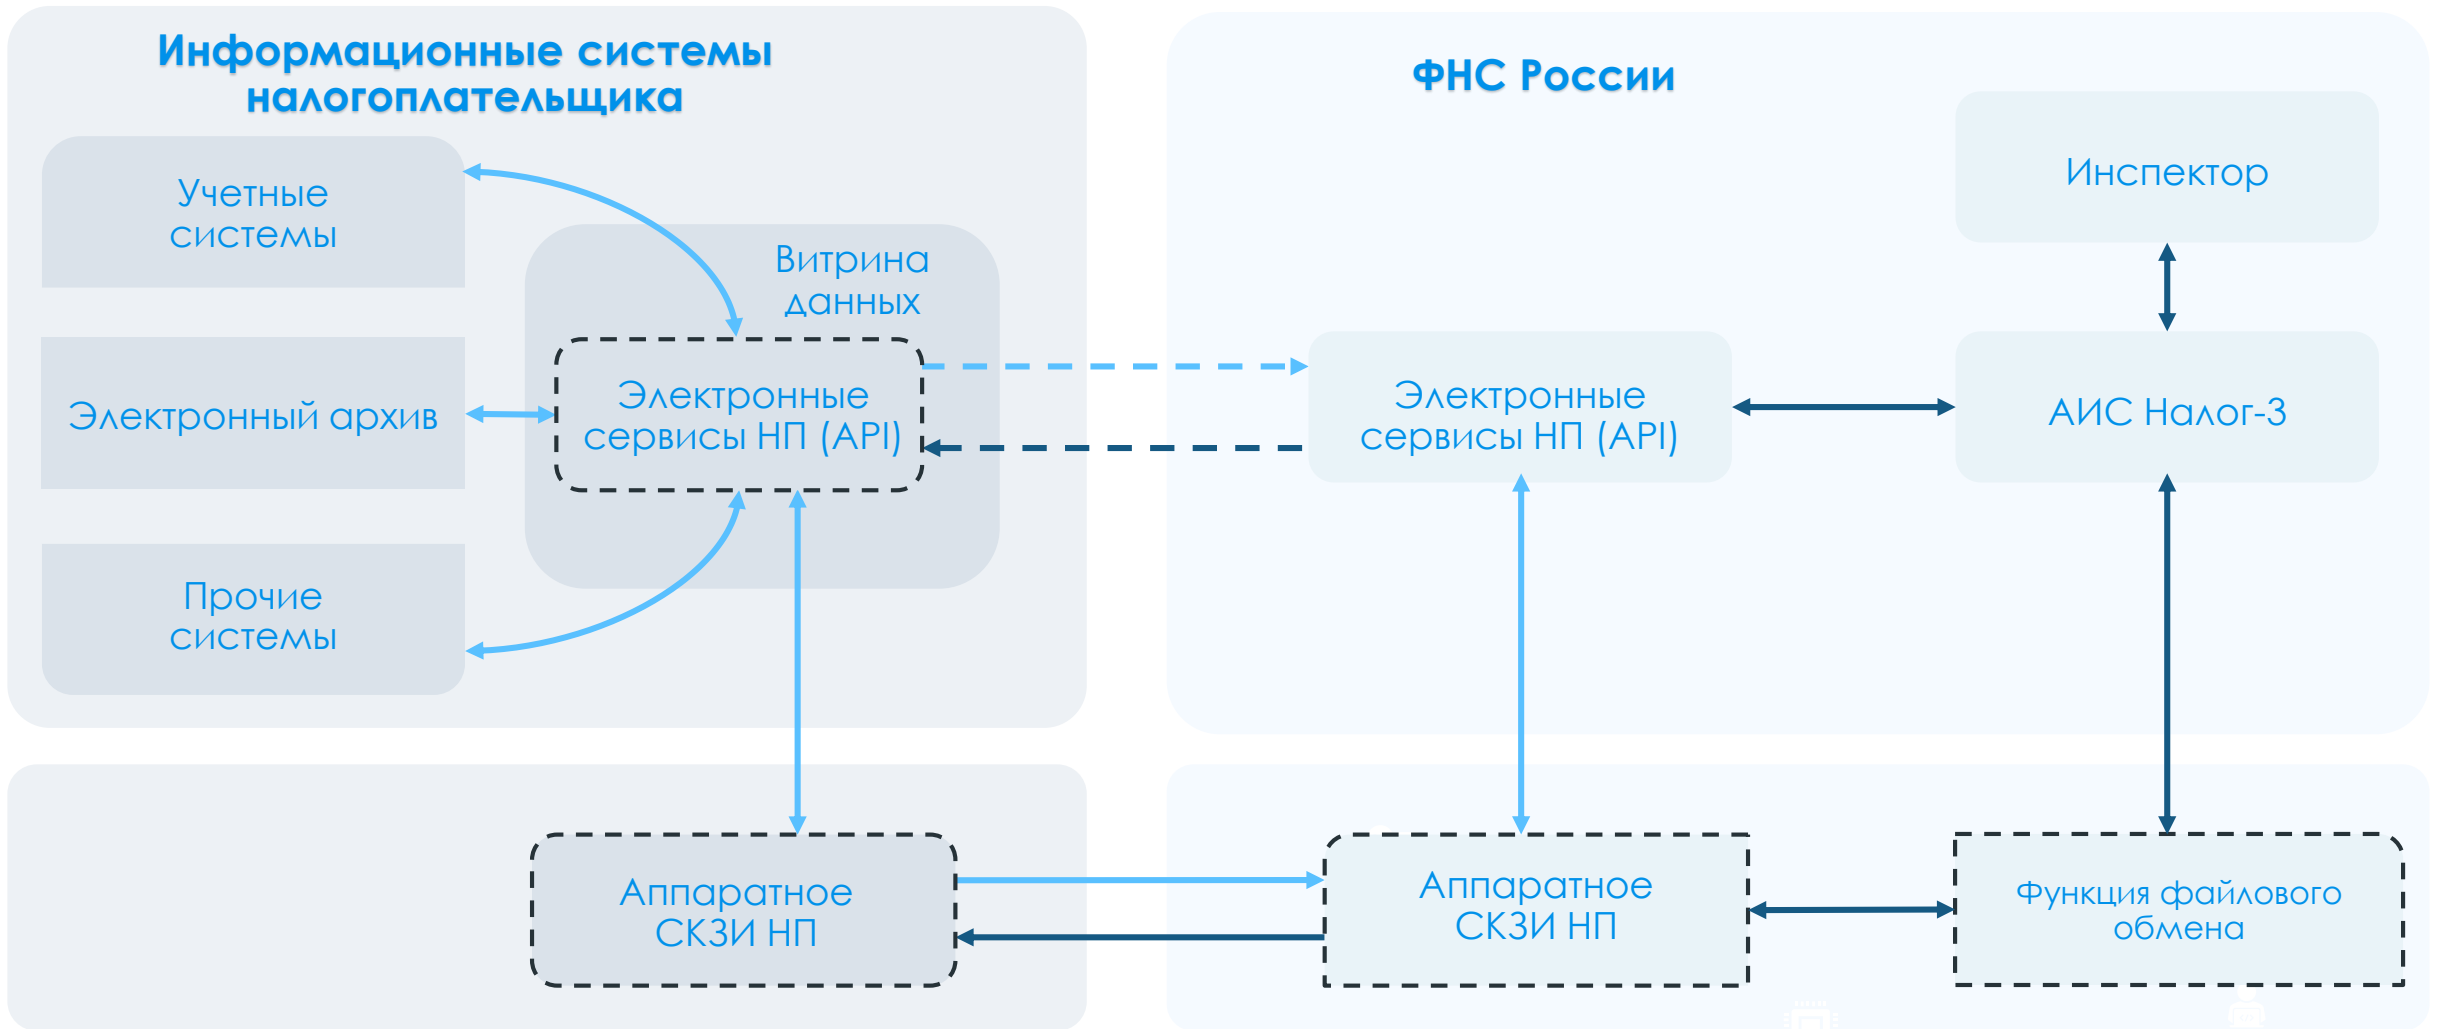 Информационные системы
налогоплательщика
Учетные
системы
Электронный архив
Прочие
системы
Витрина
данных
Электронные
сервисы НП (API)
ФНС России
Инспектор
Электронные
сервисы НП (API)
АИС Налог-3
Аппаратное
СКЗИ НП
Аппаратное
СКЗИ НП
Функция файлового
обмена